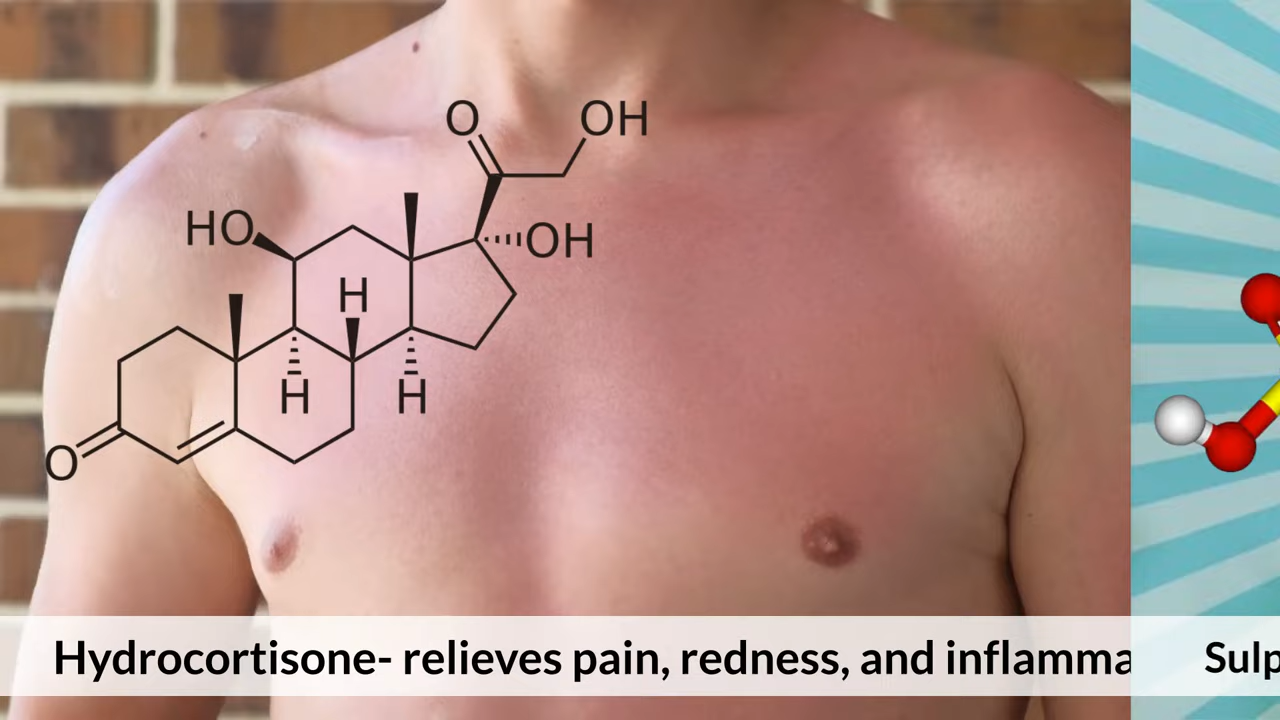 O
OH
HO
OH
H
H
H
O
Hydrocortisone- relieves pain, redness, and inflamma
Sulp